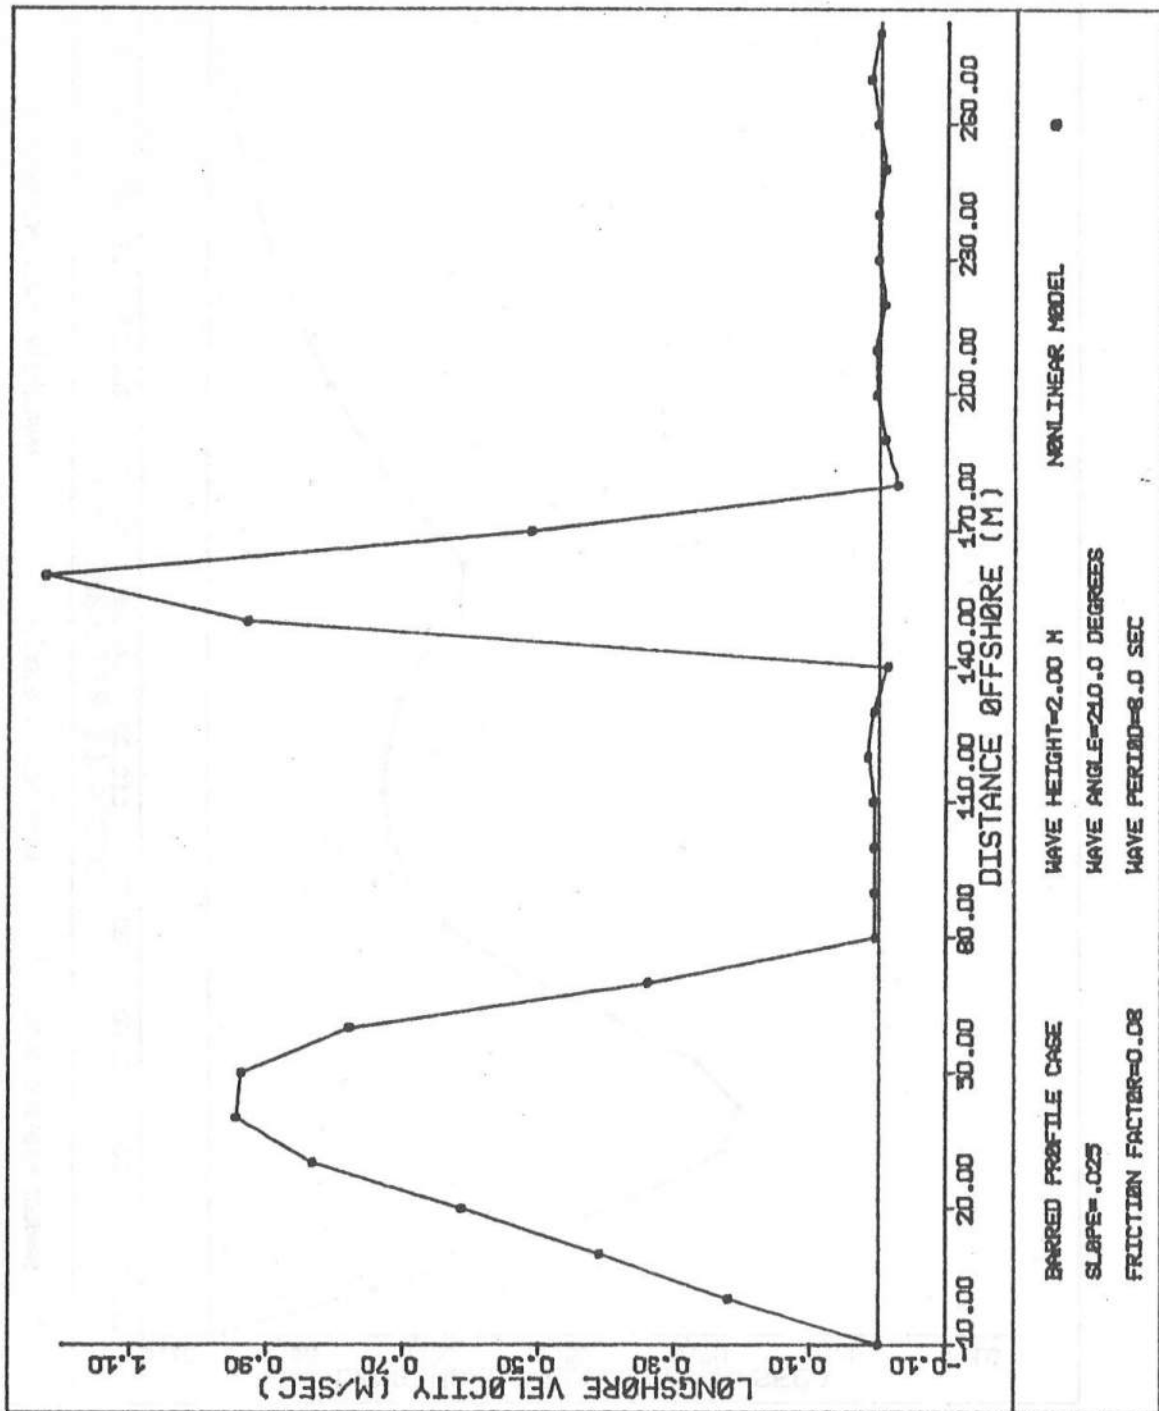 LØNGSHØRE VELØCITY (M/SEC)
1.10
0.90
0.70
0.50
0.30
0.10
-0.10
-10.00
20.00
50.00
80.00
110.00
140.00
170.00
200.00
230.00
260.00
DISTANCE ØFFSHØRE (M)
BARRED PRØFILE CASE
WAVE HEIGHT=2.00 M
NØNLINEAR MØDEL
SLØPE=.025
WAVE ANGLE=210.0 DEGREES
FRICTIØN FACTØR=0.08
WAVE PERIØD=8.0 SEC